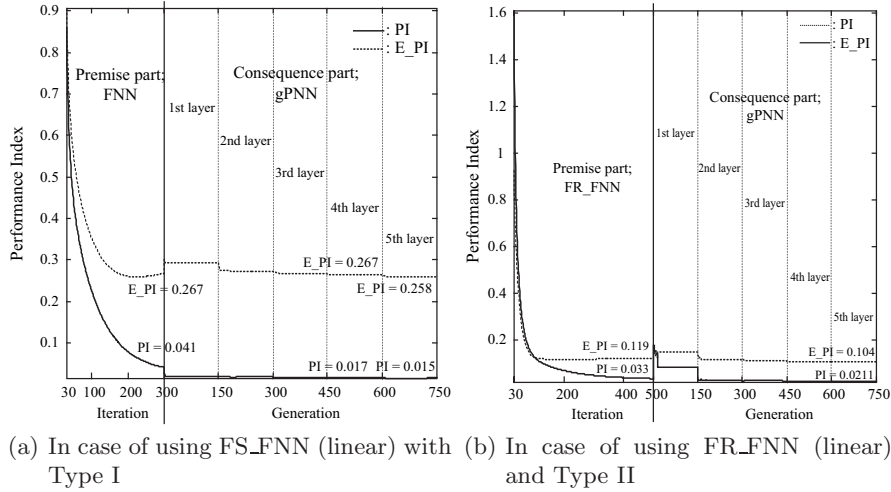 0.9
0.8
0.7
0.6
0.5
0.4
0.3
0.2
0.1
Performance Index
: PI
: E_PI
Premise part;
FNN
Consequence part;
gPNN
1st layer
2nd layer
3rd layer
4th layer
5th layer
E_PI = 0.267
E_PI = 0.267
E_PI = 0.258
PI = 0.041
PI = 0.017
PI = 0.015
30 100 200 300 150 300 450 600 750
Iteration Generation
1.6
1.4
1.2
1
0.8
0.6
0.4
0.2
Performance Index
: PI
: E_PI
Premise part;
FR_FNN
Consequence part;
gPNN
1st layer
2nd layer
3rd layer
4th layer
5th layer
E_PI = 0.119
E_PI = 0.104
PI = 0.033
PI = 0.0211
30 200 400 500 150 300 450 600 750
Iteration Generation
(a) In case of using FS_FNN (linear) with
Type I
(b) In case of using FR_FNN (linear)
and Type II